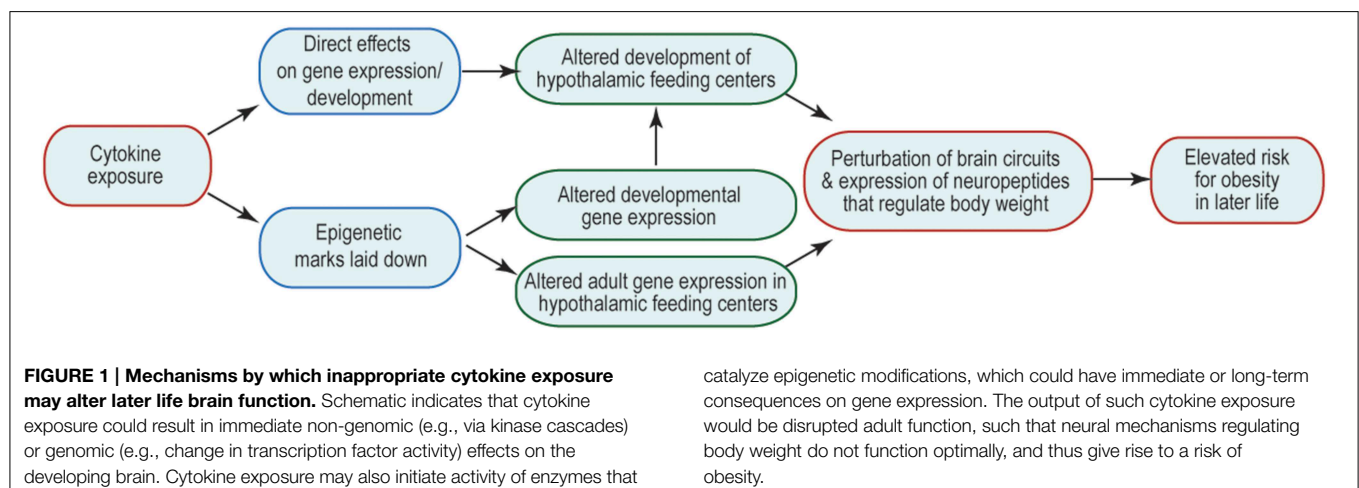 Cytokine
exposure
Direct effects
on gene expression/
development
Epigenetic
marks laid down
Altered development of
hypothalamic feeding centers
Altered developmental
gene expression
Altered adult gene expression in
hypothalamic feeding centers
Perturbation of brain circuits
& expression of neuropeptides
that regulate body weight
Elevated risk
for obesity
in later life
FIGURE 1 | Mechanisms by which inappropriate cytokine exposure
may alter later life brain function. Schematic indicates that cytokine
exposure could result in immediate non-genomic (e.g., via kinase cascades)
or genomic (e.g., change in transcription factor activity) effects on the
developing brain. Cytokine exposure may also initiate activity of enzymes that
catalyze epigenetic modifications, which could have immediate or long-term
consequences on gene expression. The output of such cytokine exposure
would be disrupted adult function, such that neural mechanisms regulating
body weight do not function optimally, and thus give rise to a risk of
obesity.